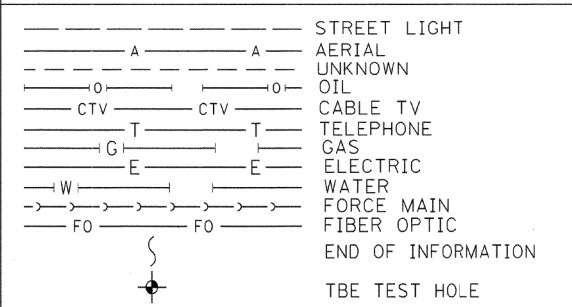 STREET LIGHT
A A AERIAL
UNKNOWN
O O OIL
CTV CTV CABLE TV
T T TELEPHONE
G GAS
E E ELECTRIC
W WATER
FORCE MAIN
FO FO FIBER OPTIC
END OF INFORMATION
TBE TEST HOLE